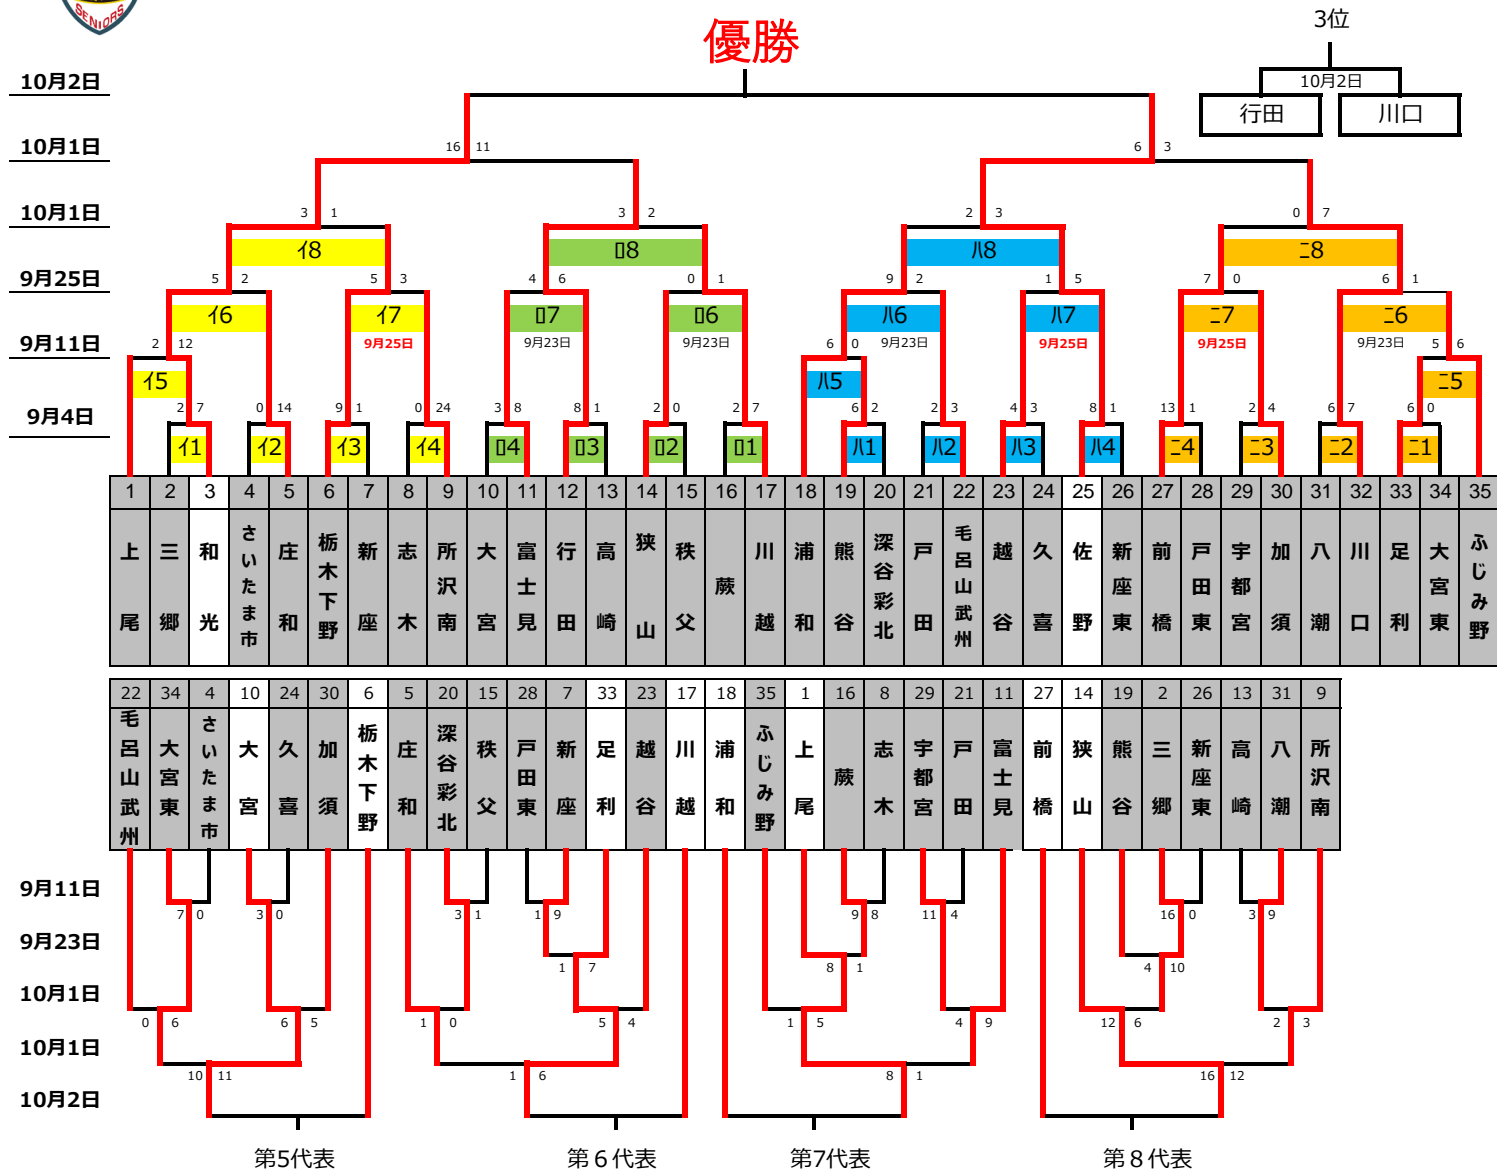 SENIORS
優勝
3位
10月2日
10月2日
行田 川口
10月1日
16 11 6 3
10月1日
3 1 3 2 2 3 0 7
ｲ8 ﾛ8 ﾊ8 ﾆ8
9月25日
5 2 5 3 4 6 0 1 9 2 1 5 7 0 6 1
ｲ6 ｲ7 ﾛ7 ﾛ6 ﾊ6 ﾊ7 ﾆ7 ﾆ6
9月25日 9月23日 9月23日 9月23日 9月25日 9月25日 9月23日
9月11日
2 12 6 0 5 6
ｲ5 ﾊ5 ﾆ5
9月4日
2 7 0 14 9 1 0 24 3 8 8 1 2 0 2 7 6 2 2 3 4 3 8 1 13 1 2 4 6 7 6 0
ｲ1 ｲ2 ｲ3 ｲ4 ﾛ4 ﾛ3 ﾛ2 ﾛ1 ﾊ1 ﾊ2 ﾊ3 ﾊ4 ﾆ4 ﾆ3 ﾆ2 ﾆ1
1 2 3 4 5 6 7 8 9 10 11 12 13 14 15 16 17 18 19 20 21 22 23 24 25 26 27 28 29 30 31 32 33 34 35
上尾 三郷 和光 さいたま市 庄和 栃木下野 新座 志木 所沢南 大宮 富士見 行田 高崎 狭山 秩父 蕨 川越 浦和 熊谷 深谷彩北 戸田 毛呂山武州 越谷 久喜 佐野 新座東 前橋 戸田東 宇都宮 加須 八潮 川口 足利 大宮東 ふじみ野
22 34 4 10 24 30 6 5 20 15 28 7 33 23 17 18 35 1 16 8 29 21 11 27 14 19 2 26 13 31 9
毛呂山武州 大宮東 さいたま市 大宮 久喜 加須 栃木下野 庄和 深谷彩北 秩父 戸田東 新座 足利 越谷 川越 浦和 ふじみ野 上尾 蕨 志木 宇都宮 戸田 富士見 前橋 狭山 熊谷 三郷 新座東 高崎 八潮 所沢南
9月11日
7 0 3 0 3 1 1 9 9 8 11 4 16 0 3 9
9月23日
1 7 8 1 4 10
10月1日
0 6 6 5 1 0 5 4 1 5 4 9 12 6 2 3
10月1日
10 11 1 6 8 1 16 12
10月2日
第5代表 第６代表 第7代表 第８代表